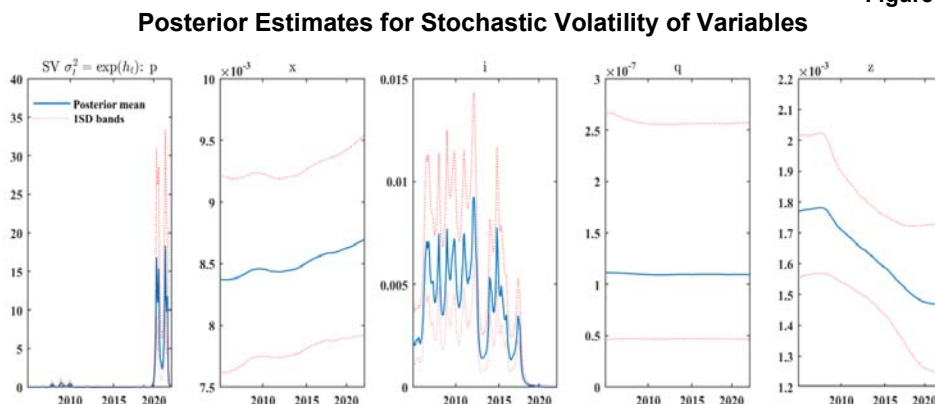 Figure
Posterior Estimates for Stochastic Volatility of Variables
SV σ_t^2 = exp(h_t): p
×10^-3 x
i
×10^-7 q
×10^-3 z
Posterior mean
1SD bands
40
35
30
25
20
15
10
5
0
2010 2015 2020
10
9.5
9
8.5
8
7.5
2010 2015 2020
0.015
0.01
0.005
0
2010 2015 2020
3
2.5
2
1.5
1
0.5
0
2010 2015 2020
2.2
2.1
2
1.9
1.8
1.7
1.6
1.5
1.4
1.3
1.2
2010 2015 2020